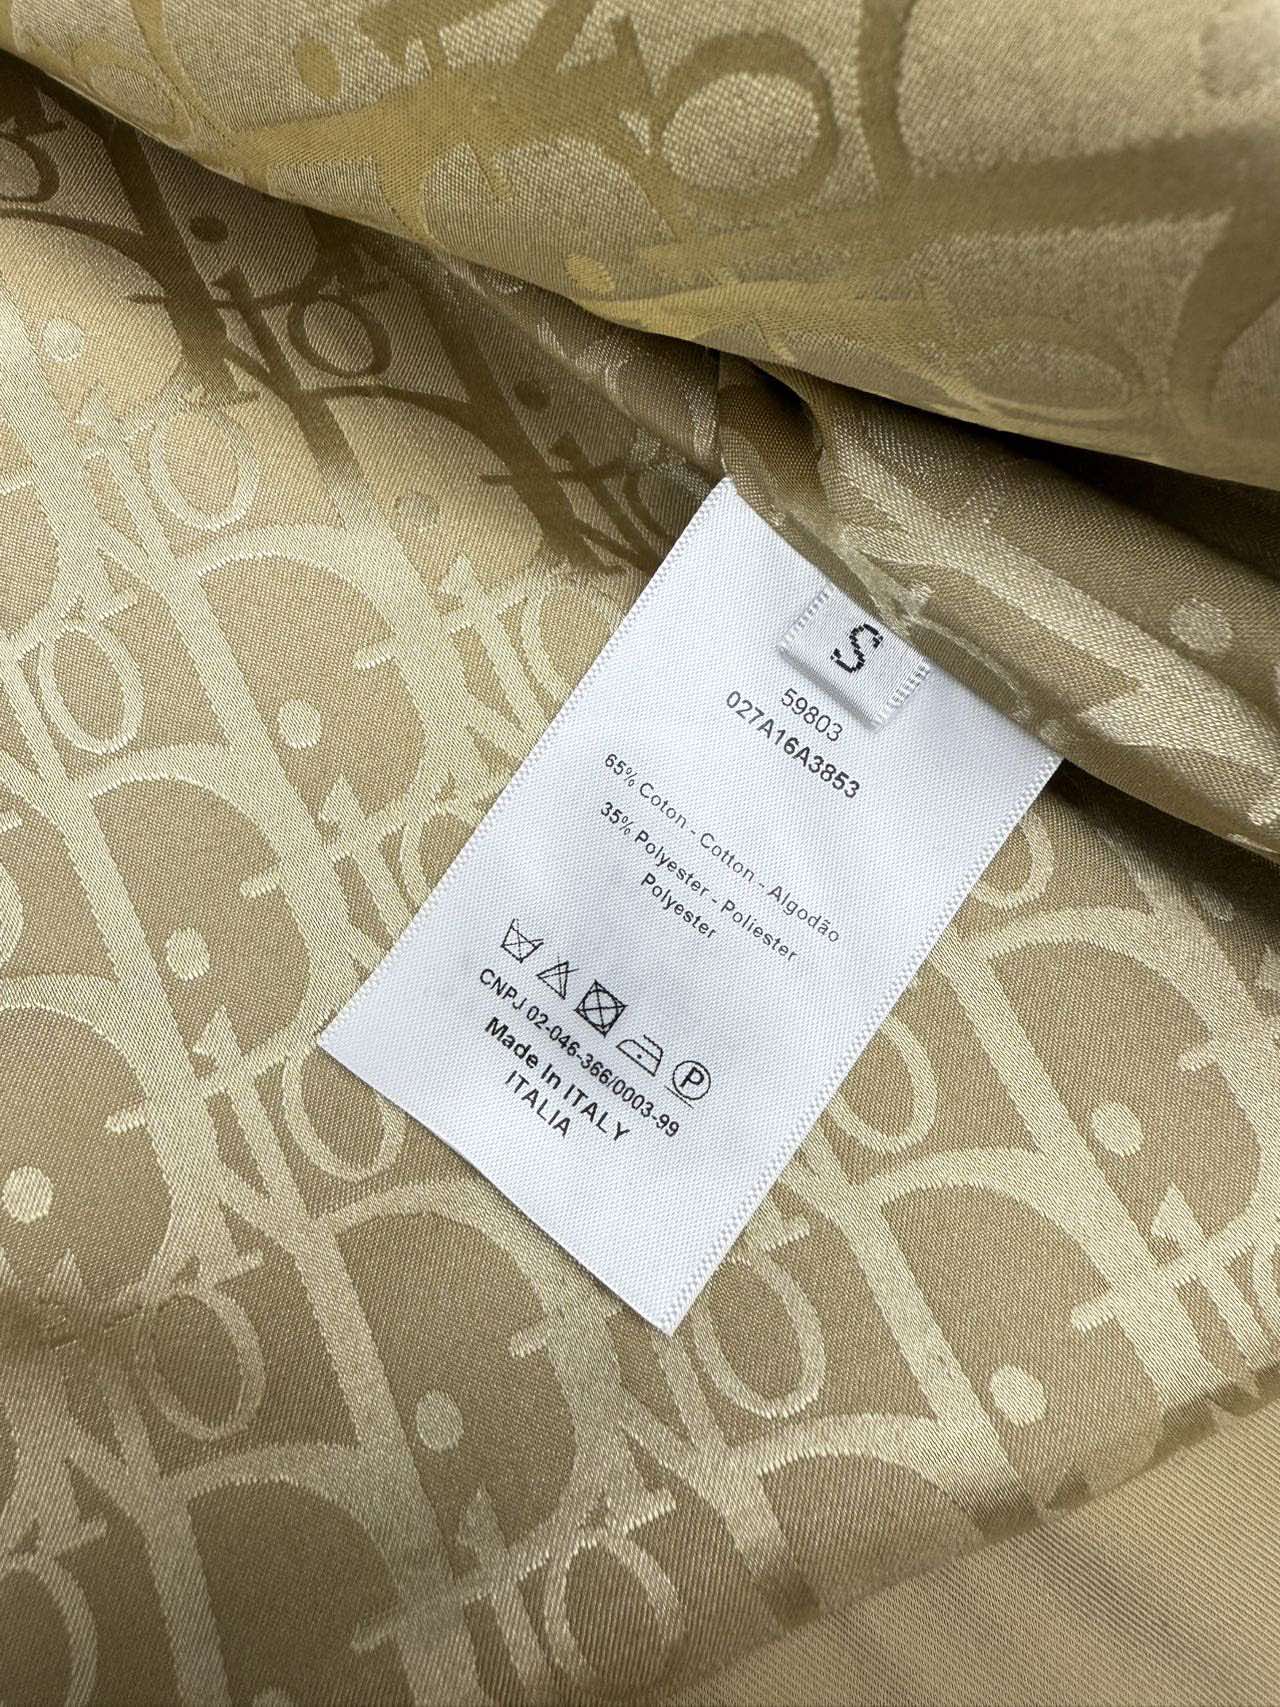 S
59803
027A16A3853
65% Coton - Cotton - Algodão
35% Polyester - Poliester
Polyester
P
CNPJ 02-046-366/0003-99
Made In ITALY
ITALIA
Dior